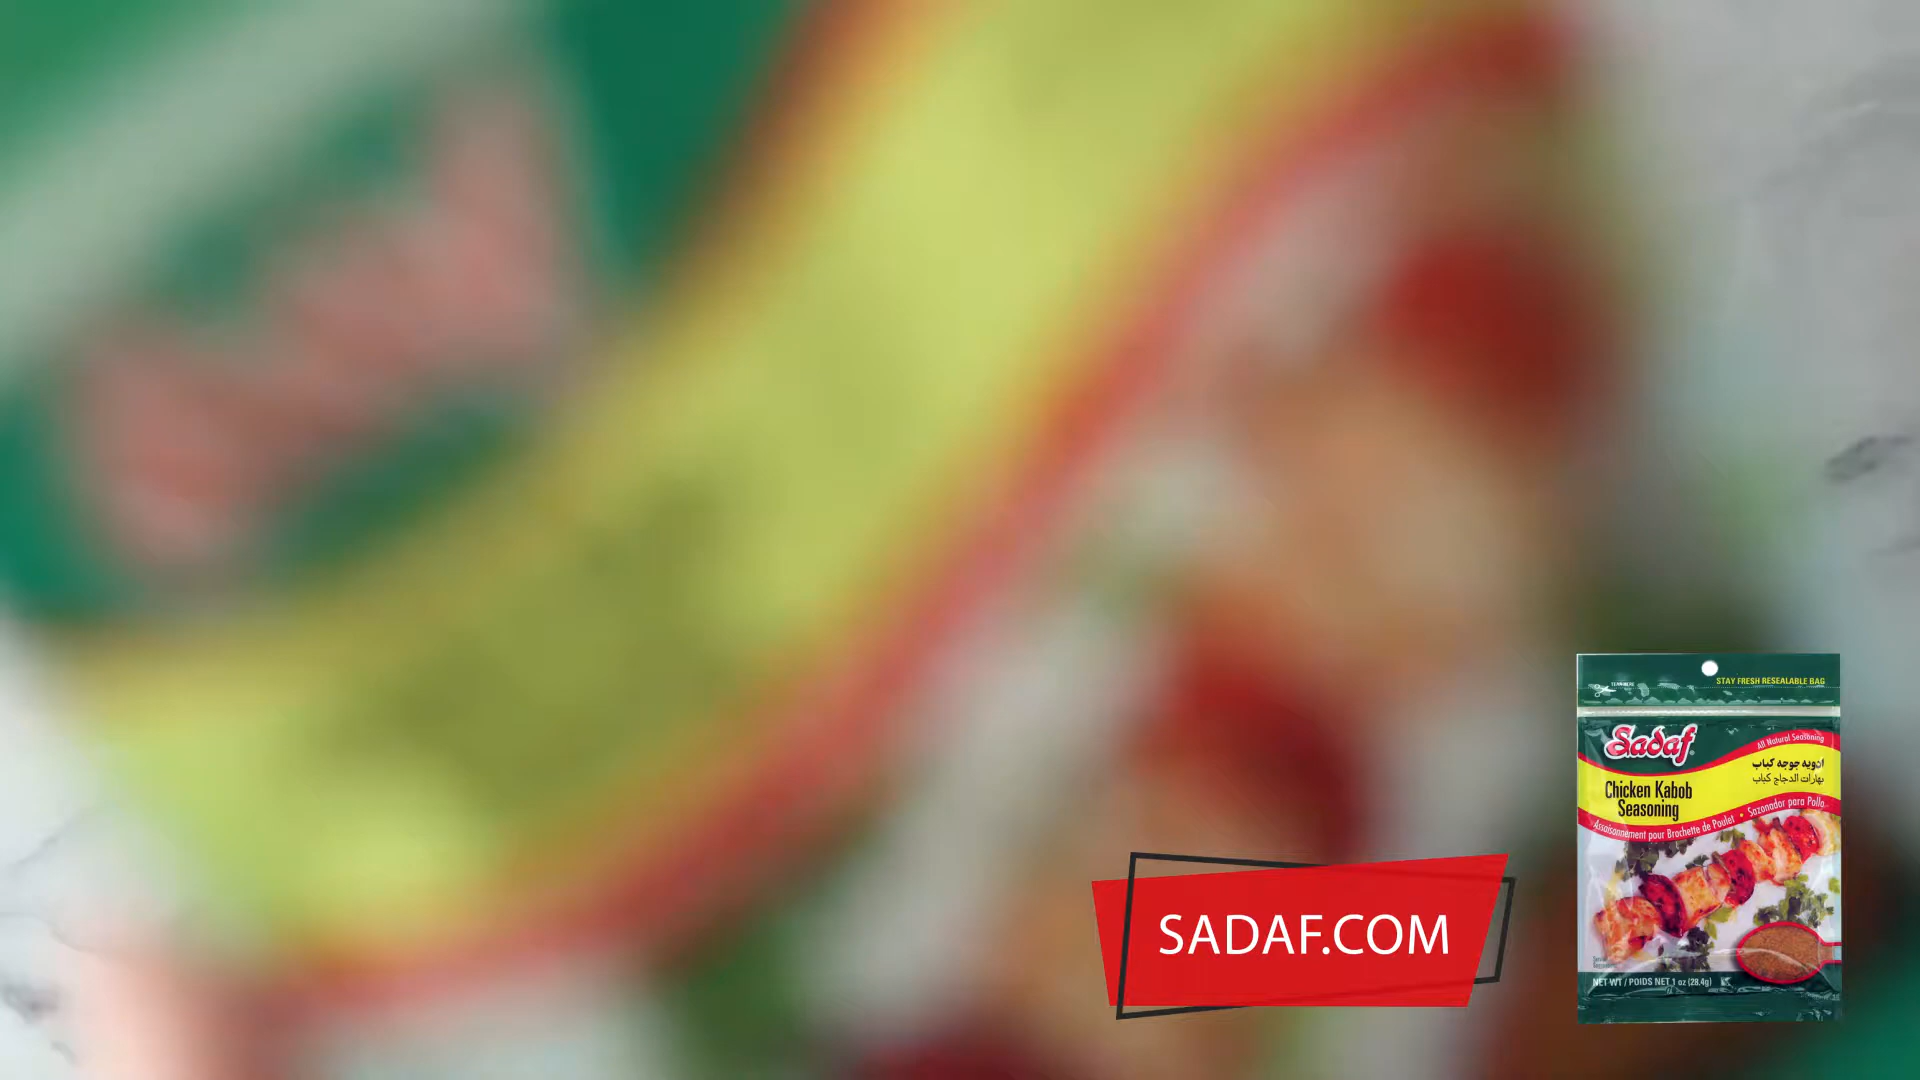 STAY FRESH RESEALABLE BAG
Sadaf
All Natural Seasoning
ادویه جوجه کباب
بهارات الدجاج كباب
Chicken Kabob
Seasoning
Assaisonnement pour Brochette de Poulet • Sazonador para Pollo
NET WT / POIDS NET 1 oz (28.4g)
SADAF.COM